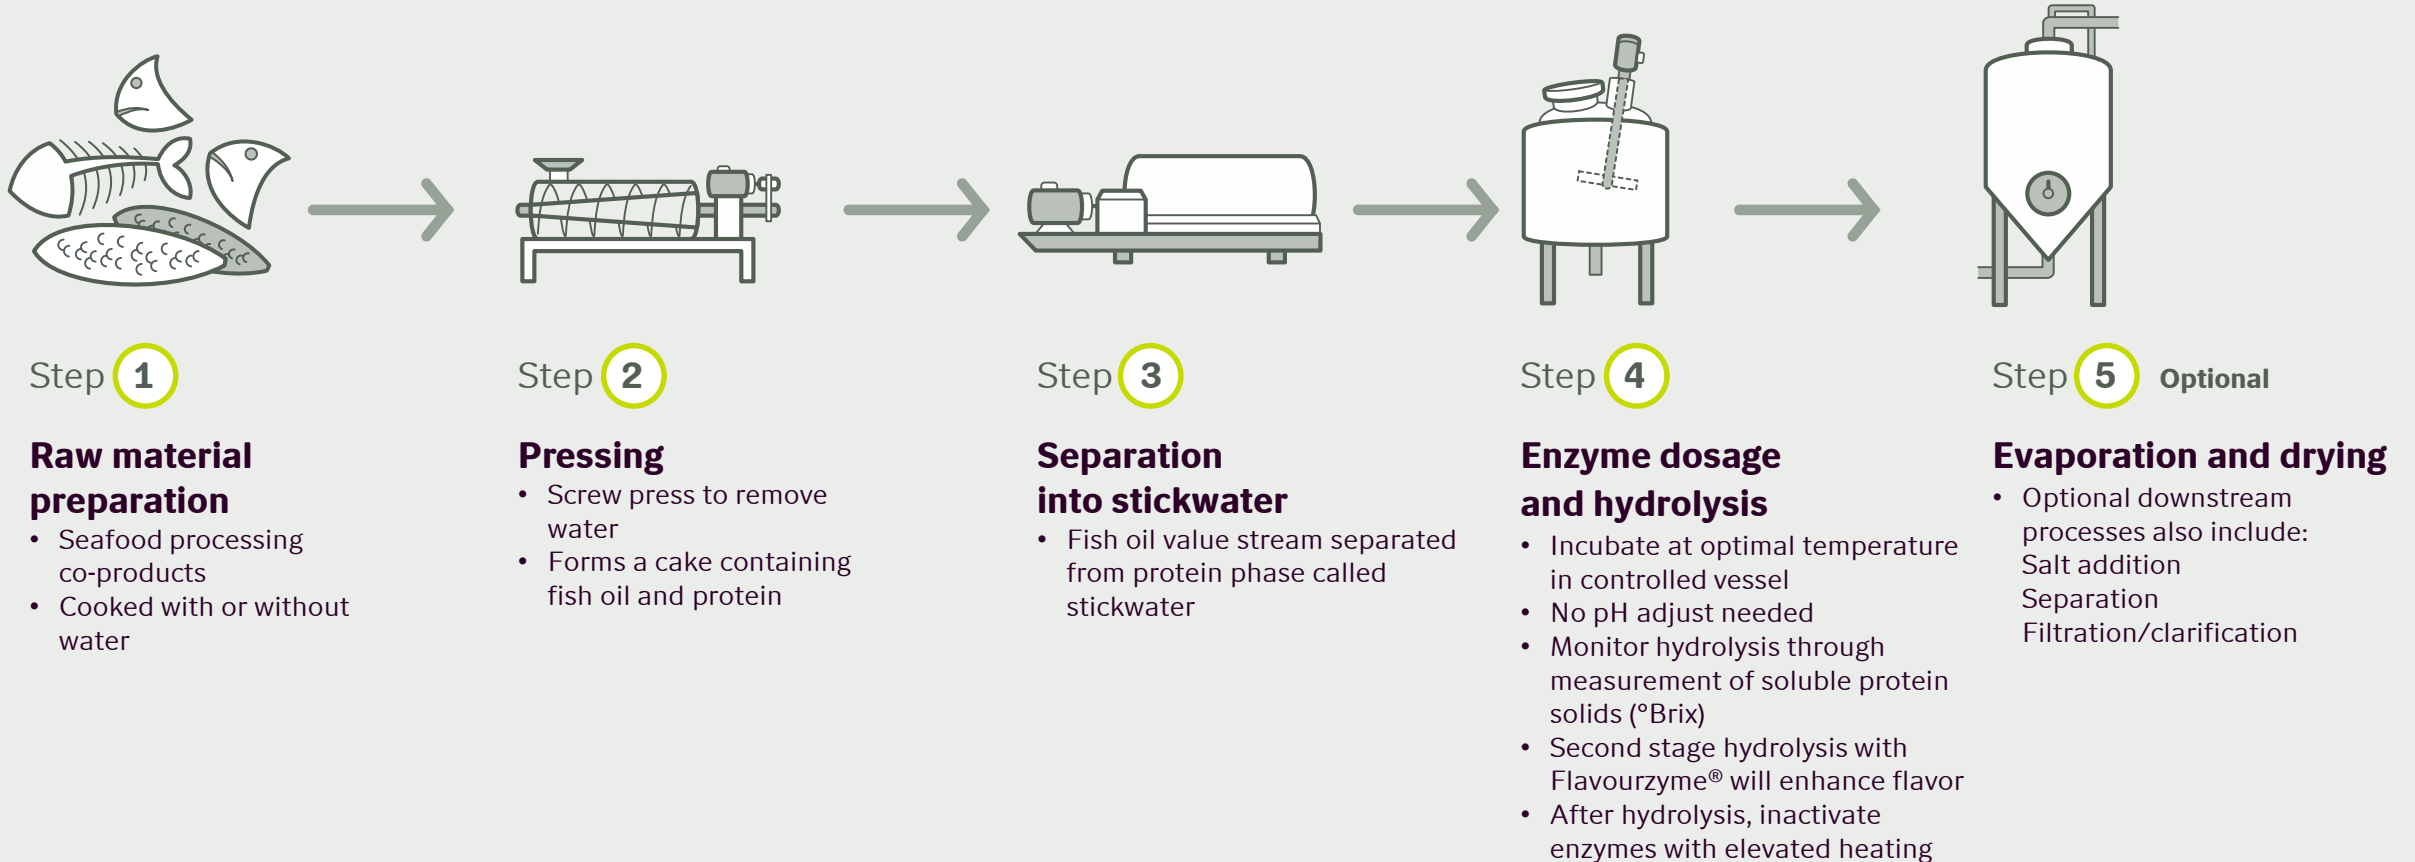 Step 1
Raw material
preparation
• Seafood processing
co-products
• Cooked with or without
water
Step 2
Pressing
• Screw press to remove
water
• Forms a cake containing
fish oil and protein
Step 3
Separation
into stickwater
• Fish oil value stream separated
from protein phase called
stickwater
Step 4
Enzyme dosage
and hydrolysis
• Incubate at optimal temperature
in controlled vessel
• No pH adjust needed
• Monitor hydrolysis through
measurement of soluble protein
solids (°Brix)
• Second stage hydrolysis with
Flavourzyme® will enhance flavor
• After hydrolysis, inactivate
enzymes with elevated heating
Step 5 Optional
Evaporation and drying
• Optional downstream
processes also include:
Salt addition
Separation
Filtration/clarification